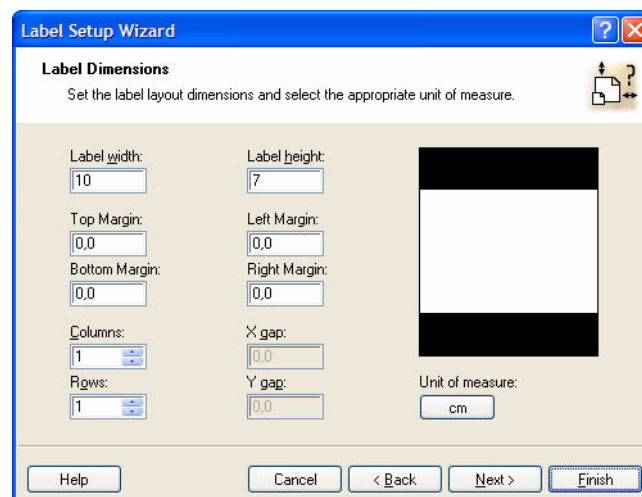 Label Setup Wizard
Label Dimensions
Set the label layout dimensions and select the appropriate unit of measure.
Label width: Label height:
10 7
Top Margin: Left Margin:
0,0 0,0
Bottom Margin: Right Margin:
0,0 0,0
Columns: X gap:
1 0,0
Rows: Y gap: Unit of measure:
1 0,0 cm
Help Cancel < Back Next > Finish